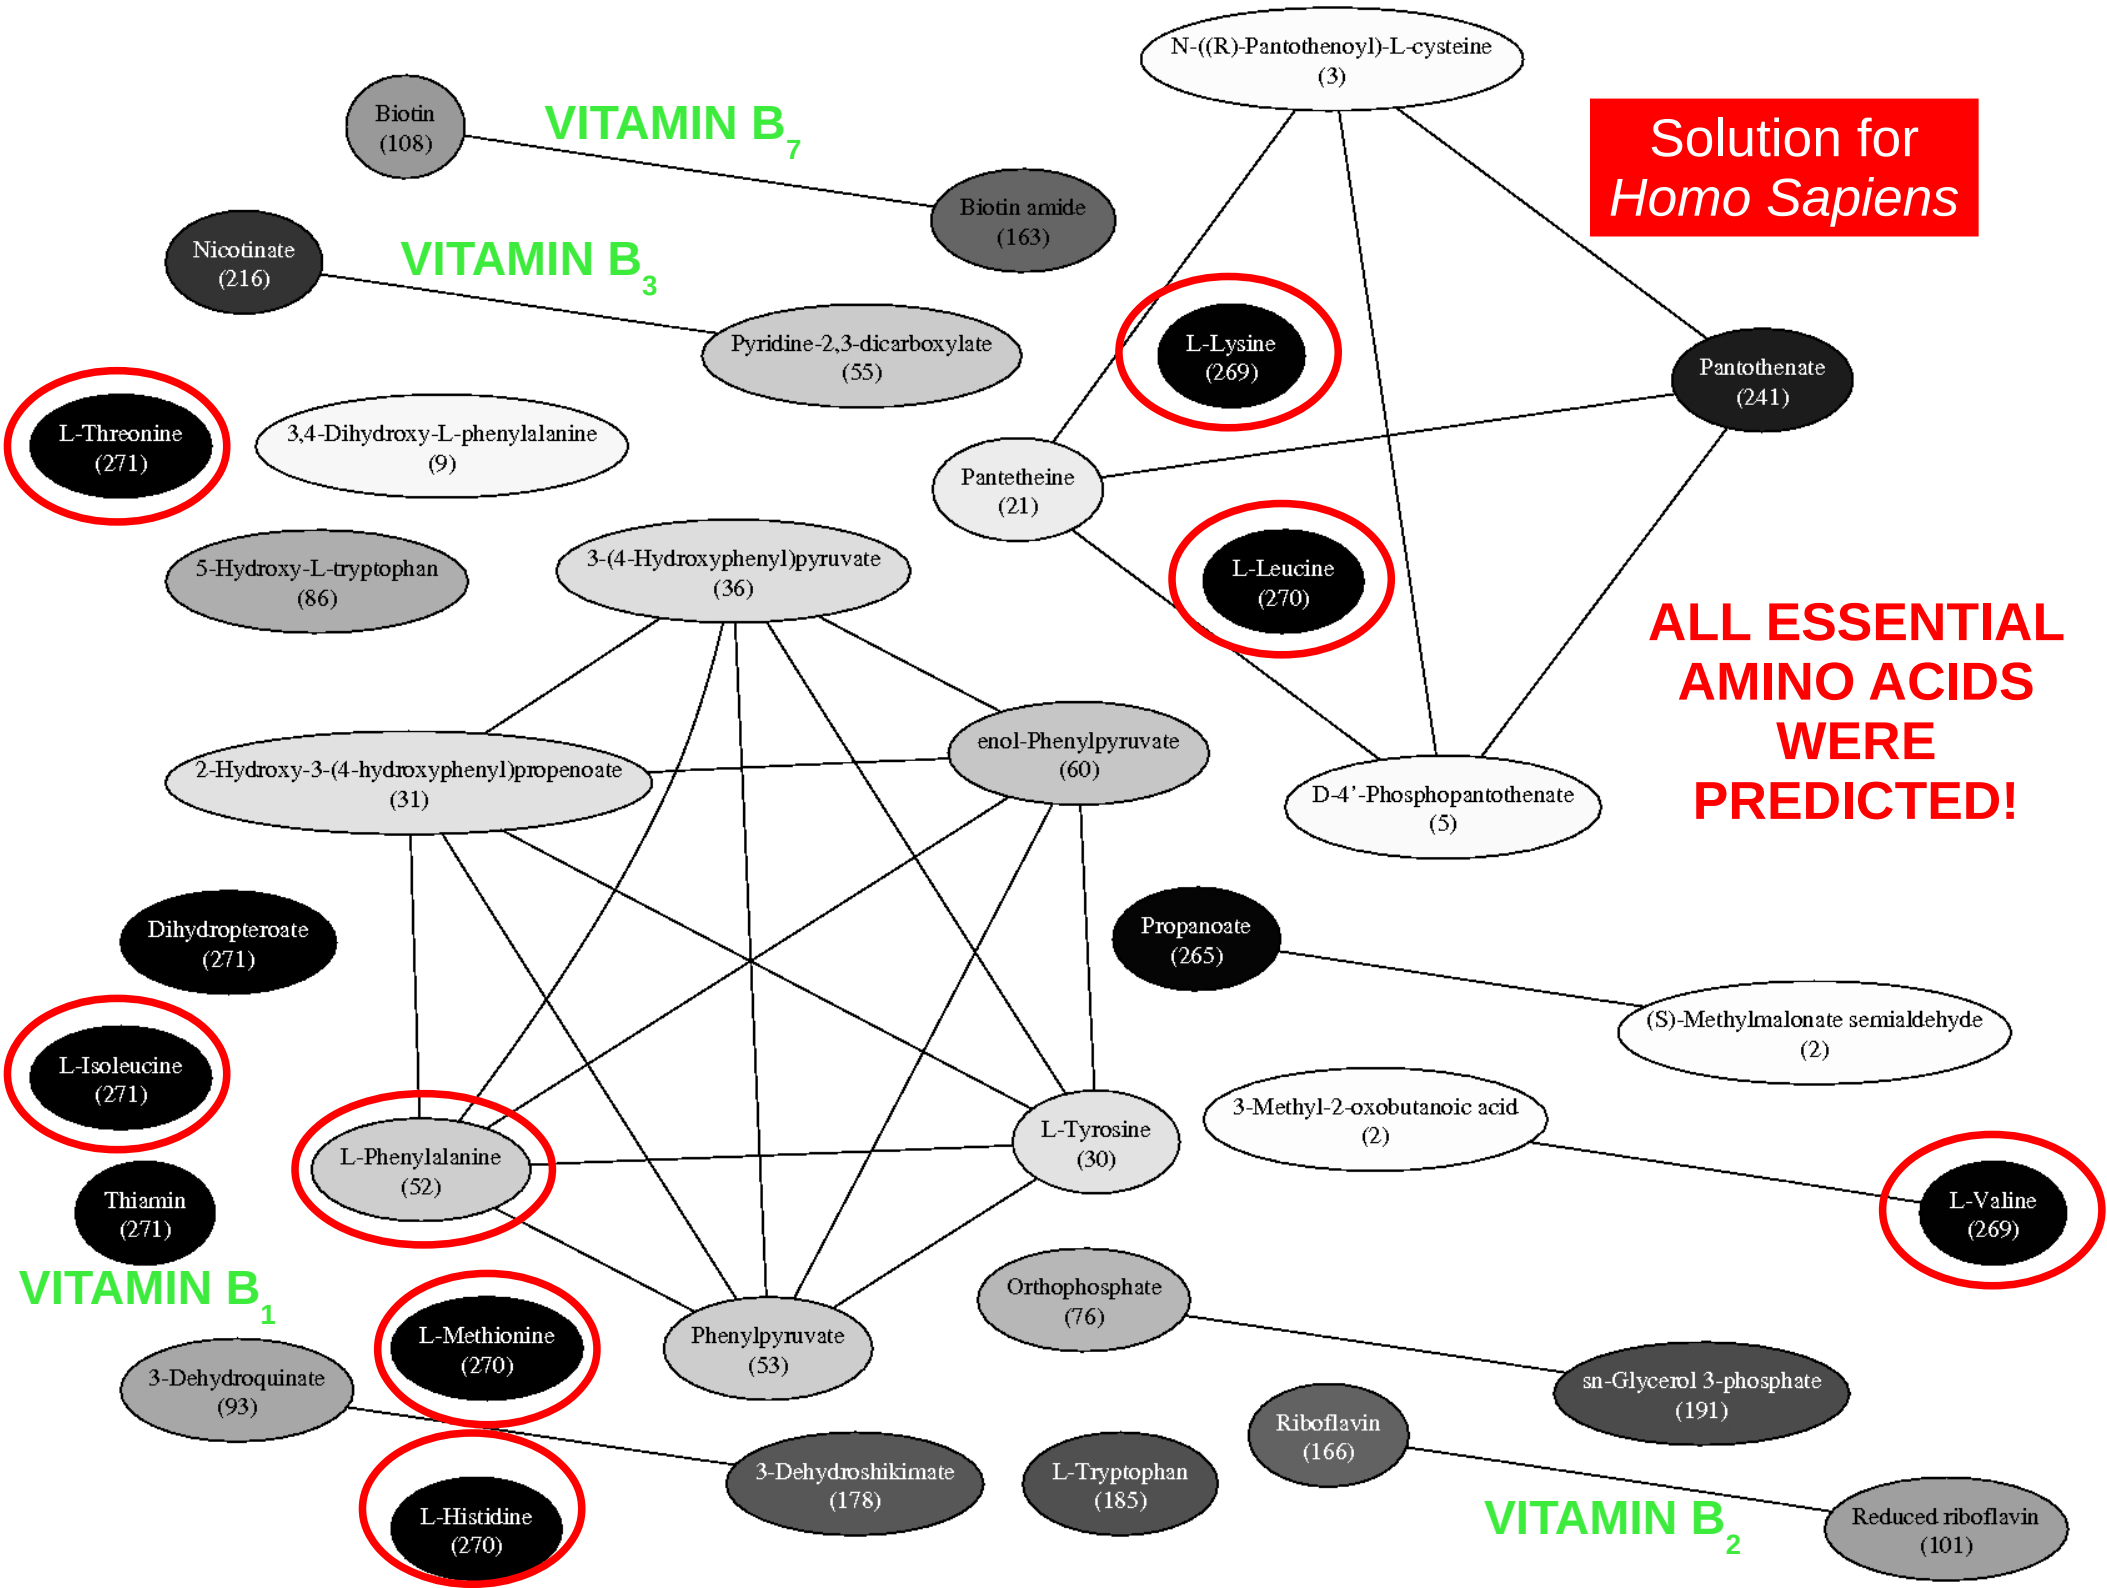 N-((R)-Pantothenoyl)-L-cysteine
(3)
Biotin
(108)
VITAMIN B7
Solution for
Homo Sapiens
Biotin amide
(163)
Nicotinate
(216)
VITAMIN B3
Pyridine-2,3-dicarboxylate
(55)
L-Lysine
(269)
Pantothenate
(241)
L-Threonine
(271)
3,4-Dihydroxy-L-phenylalanine
(9)
Pantetheine
(21)
5-Hydroxy-L-tryptophan
(86)
3-(4-Hydroxyphenyl)pyruvate
(36)
L-Leucine
(270)
ALL ESSENTIAL
AMINO ACIDS
WERE
PREDICTED!
2-Hydroxy-3-(4-hydroxyphenyl)propenoate
(31)
enol-Phenylpyruvate
(60)
D-4'-Phosphopantothenate
(5)
Dihydropteroate
(271)
Propanoate
(265)
(S)-Methylmalonate semialdehyde
(2)
L-Isoleucine
(271)
3-Methyl-2-oxobutanoic acid
(2)
L-Phenylalanine
(52)
L-Tyrosine
(30)
Thiamin
(271)
VITAMIN B1
L-Valine
(269)
Orthophosphate
(76)
L-Methionine
(270)
Phenylpyruvate
(53)
3-Dehydroquinate
(93)
sn-Glycerol 3-phosphate
(191)
Riboflavin
(166)
3-Dehydroshikimate
(178)
L-Tryptophan
(185)
L-Histidine
(270)
VITAMIN B2
Reduced riboflavin
(101)